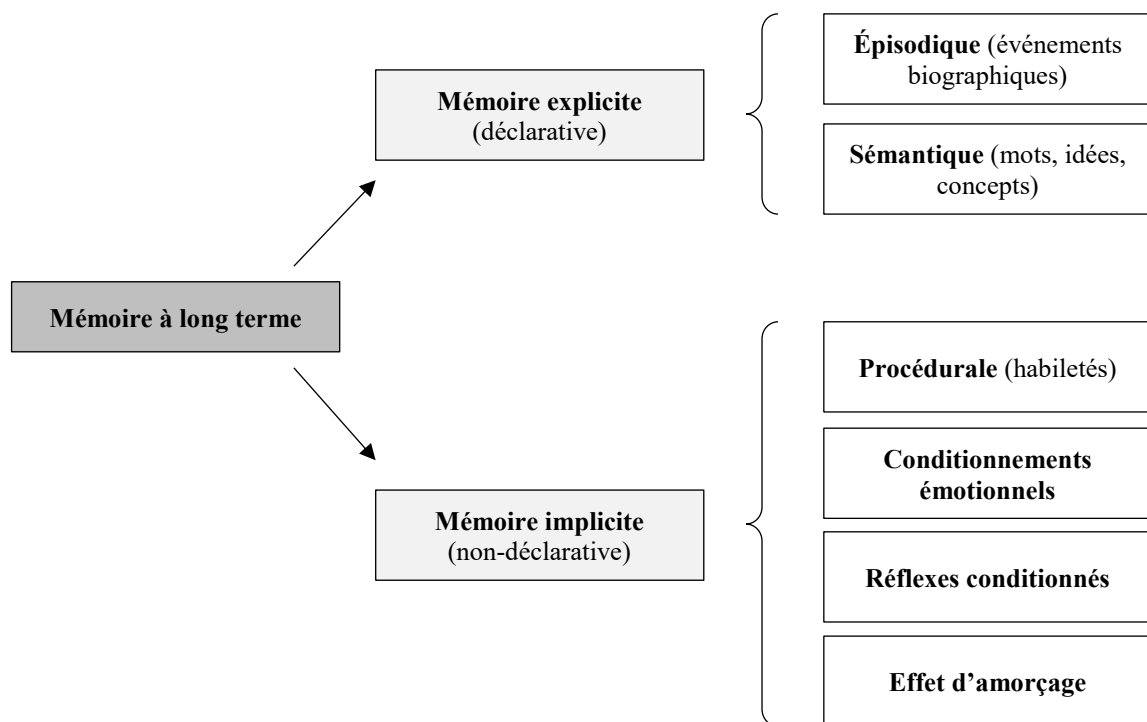 Épisodique (événements
biographiques)
Mémoire explicite
(déclarative)
Sémantique (mots, idées,
concepts)
Mémoire à long terme
Procédurale (habiletés)
Conditionnements
émotionnels
Mémoire implicite
(non-déclarative)
Réflexes conditionnés
Effet d’amorçage